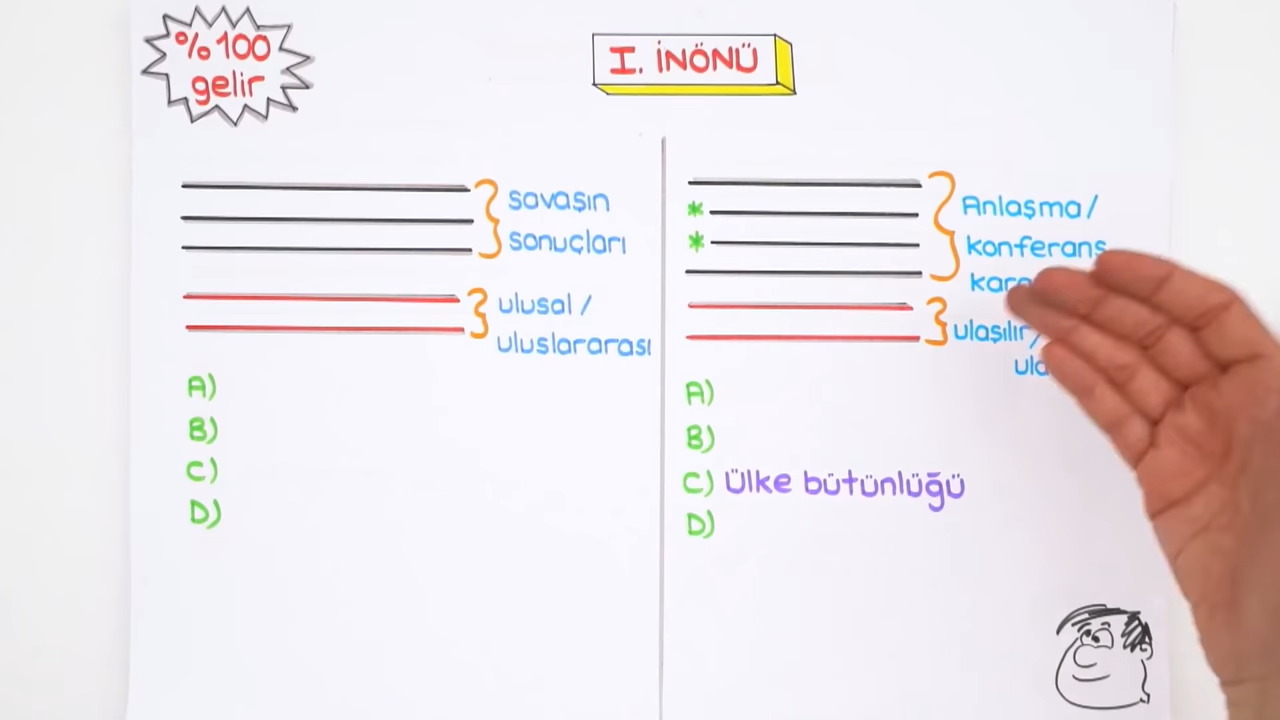 %100
gelir
I. İNÖNÜ
savaşın
sonuçları
ulusal /
uluslararası
A)
B)
C)
D)
*
*
Anlaşma /
konferans
ulaşılır/
A)
B)
C) Ülke bütünlüğü
D)